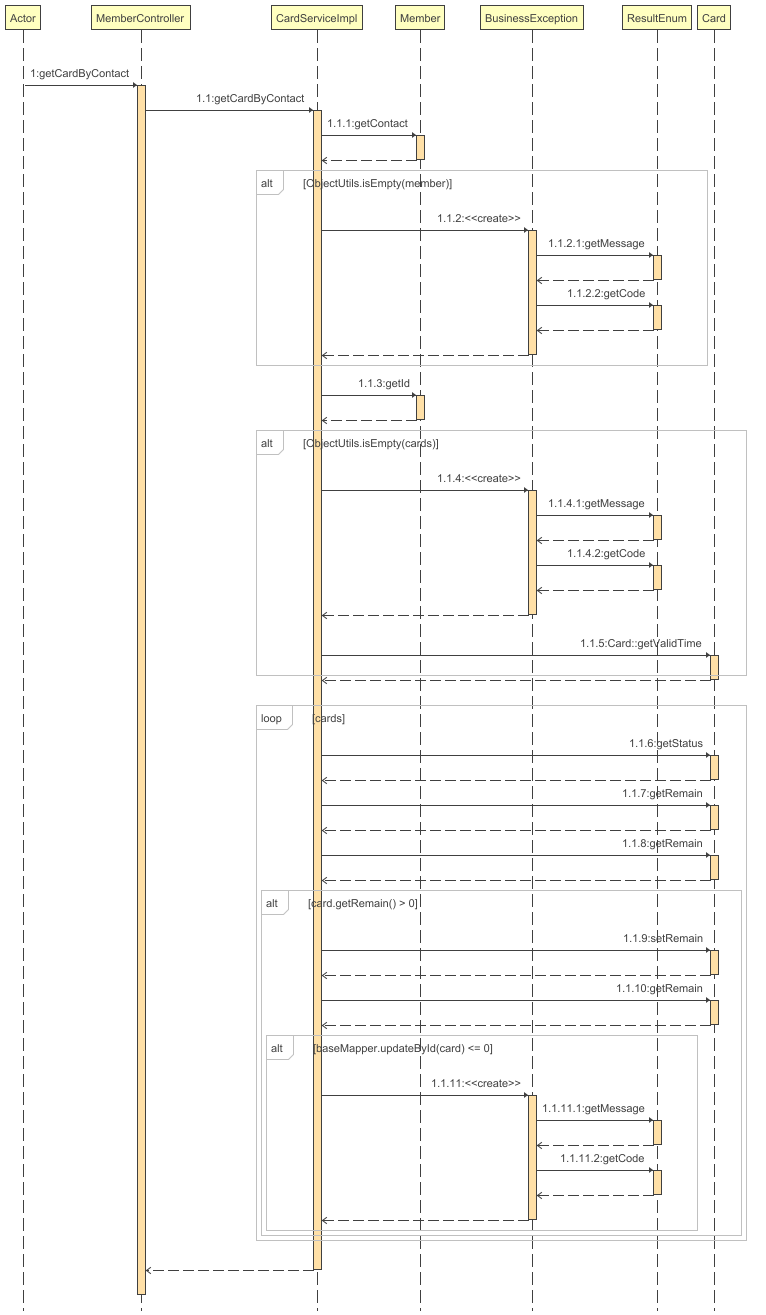 Actor MemberController CardServiceImpl Member BusinessException ResultEnum Card
1:getCardByContact
1.1:getCardByContact
1.1.1:getContact
alt [ObjectUtils.isEmpty(member)]
1.1.2:<<create>>
1.1.2.1:getMessage
1.1.2.2:getCode
1.1.3:getId
alt [ObjectUtils.isEmpty(cards)]
1.1.4:<<create>>
1.1.4.1:getMessage
1.1.4.2:getCode
1.1.5:Card::getValidTime
loop [cards]
1.1.6:getStatus
1.1.7:getRemain
1.1.8:getRemain
alt [card.getRemain() > 0]
1.1.9:setRemain
1.1.10:getRemain
alt [baseMapper.updateById(card) <= 0]
1.1.11:<<create>>
1.1.11.1:getMessage
1.1.11.2:getCode